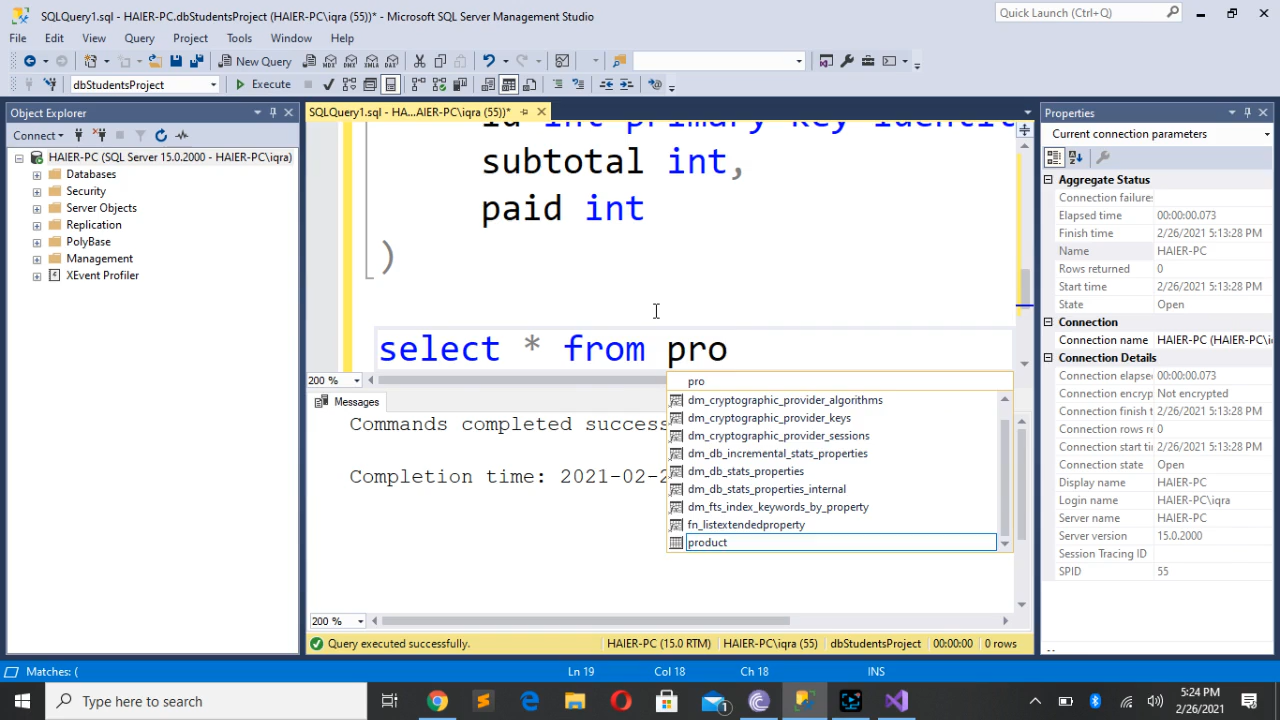 SQLQuery1.sql - HAIER-PC.dbStudentsProject (HAIER-PC\iqra (55))* - Microsoft SQL Server Management Studio
Quick Launch (Ctrl+Q)
File Edit View Query Project Tools Window Help
New Query
dbStudentsProject Execute
Object Explorer
Connect
HAIER-PC (SQL Server 15.0.2000 - HAIER-PC\iqra)
Databases
Security
Server Objects
Replication
PolyBase
Management
XEvent Profiler
SQLQuery1.sql - HA...AIER-PC\iqra (55))*
id int primary key identit
subtotal int,
paid int
)
select * from pro
200 %
pro
dm_cryptographic_provider_algorithms
dm_cryptographic_provider_keys
dm_cryptographic_provider_sessions
dm_db_incremental_stats_properties
dm_db_stats_properties
dm_db_stats_properties_internal
dm_fts_index_keywords_by_property
fn_listextendedproperty
product
Messages
Commands completed success
Completion time: 2021-02-2
200 %
Query executed successfully. HAIER-PC (15.0 RTM) HAIER-PC\iqra (55) dbStudentsProject 00:00:00 0 rows
Properties
Current connection parameters
Aggregate Status
Connection failures
Elapsed time 00:00:00.073
Finish time 2/26/2021 5:13:28 PM
Name HAIER-PC
Rows returned 0
Start time 2/26/2021 5:13:28 PM
State Open
Connection
Connection name HAIER-PC (HAIER-PC\i
Connection Details
Connection elapse 00:00:00.073
Connection encryp Not encrypted
Connection finish t 2/26/2021 5:13:28 PM
Connection rows re 0
Connection start tir 2/26/2021 5:13:28 PM
Connection state Open
Display name HAIER-PC
Login name HAIER-PC\iqra
Server name HAIER-PC
Server version 15.0.2000
Session Tracing ID
SPID 55
Matches: ( Ln 19 Col 18 Ch 18 INS
Type here to search
1
5:24 PM
2/26/2021